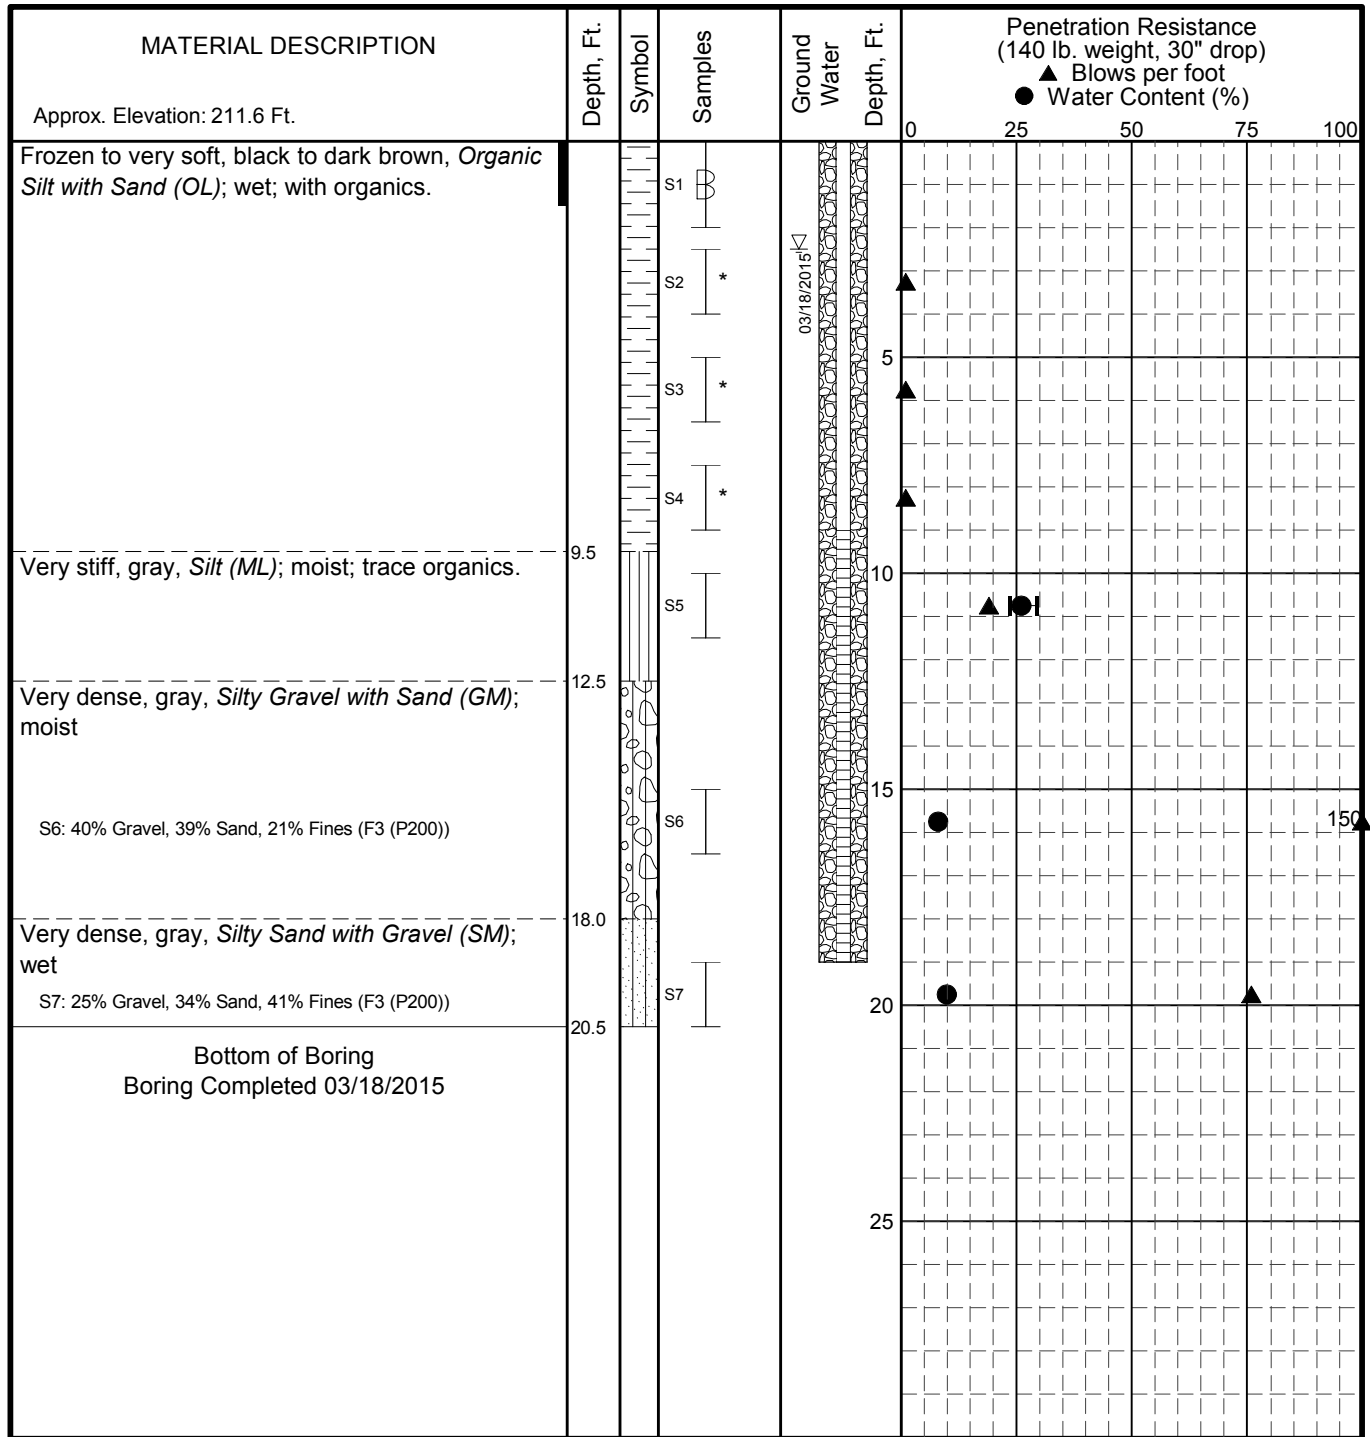 MATERIAL DESCRIPTION
Approx. Elevation: 211.6 Ft.
Depth, Ft.
Symbol
Samples
Ground
Water
Depth, Ft.
Penetration Resistance
(140 lb. weight, 30" drop)
▲ Blows per foot
● Water Content (%)
0 25 50 75 100
Frozen to very soft, black to dark brown, Organic
Silt with Sand (OL); wet; with organics.
S1
03/18/2015
S2 *
5
S3 *
S4 *
9.5
Very stiff, gray, Silt (ML); moist; trace organics.
10
S5
12.5
Very dense, gray, Silty Gravel with Sand (GM);
moist
15
S6: 40% Gravel, 39% Sand, 21% Fines (F3 (P200))
S6
150
18.0
Very dense, gray, Silty Sand with Gravel (SM);
wet
S7: 25% Gravel, 34% Sand, 41% Fines (F3 (P200))
S7
20
20.5
Bottom of Boring
Boring Completed 03/18/2015
25